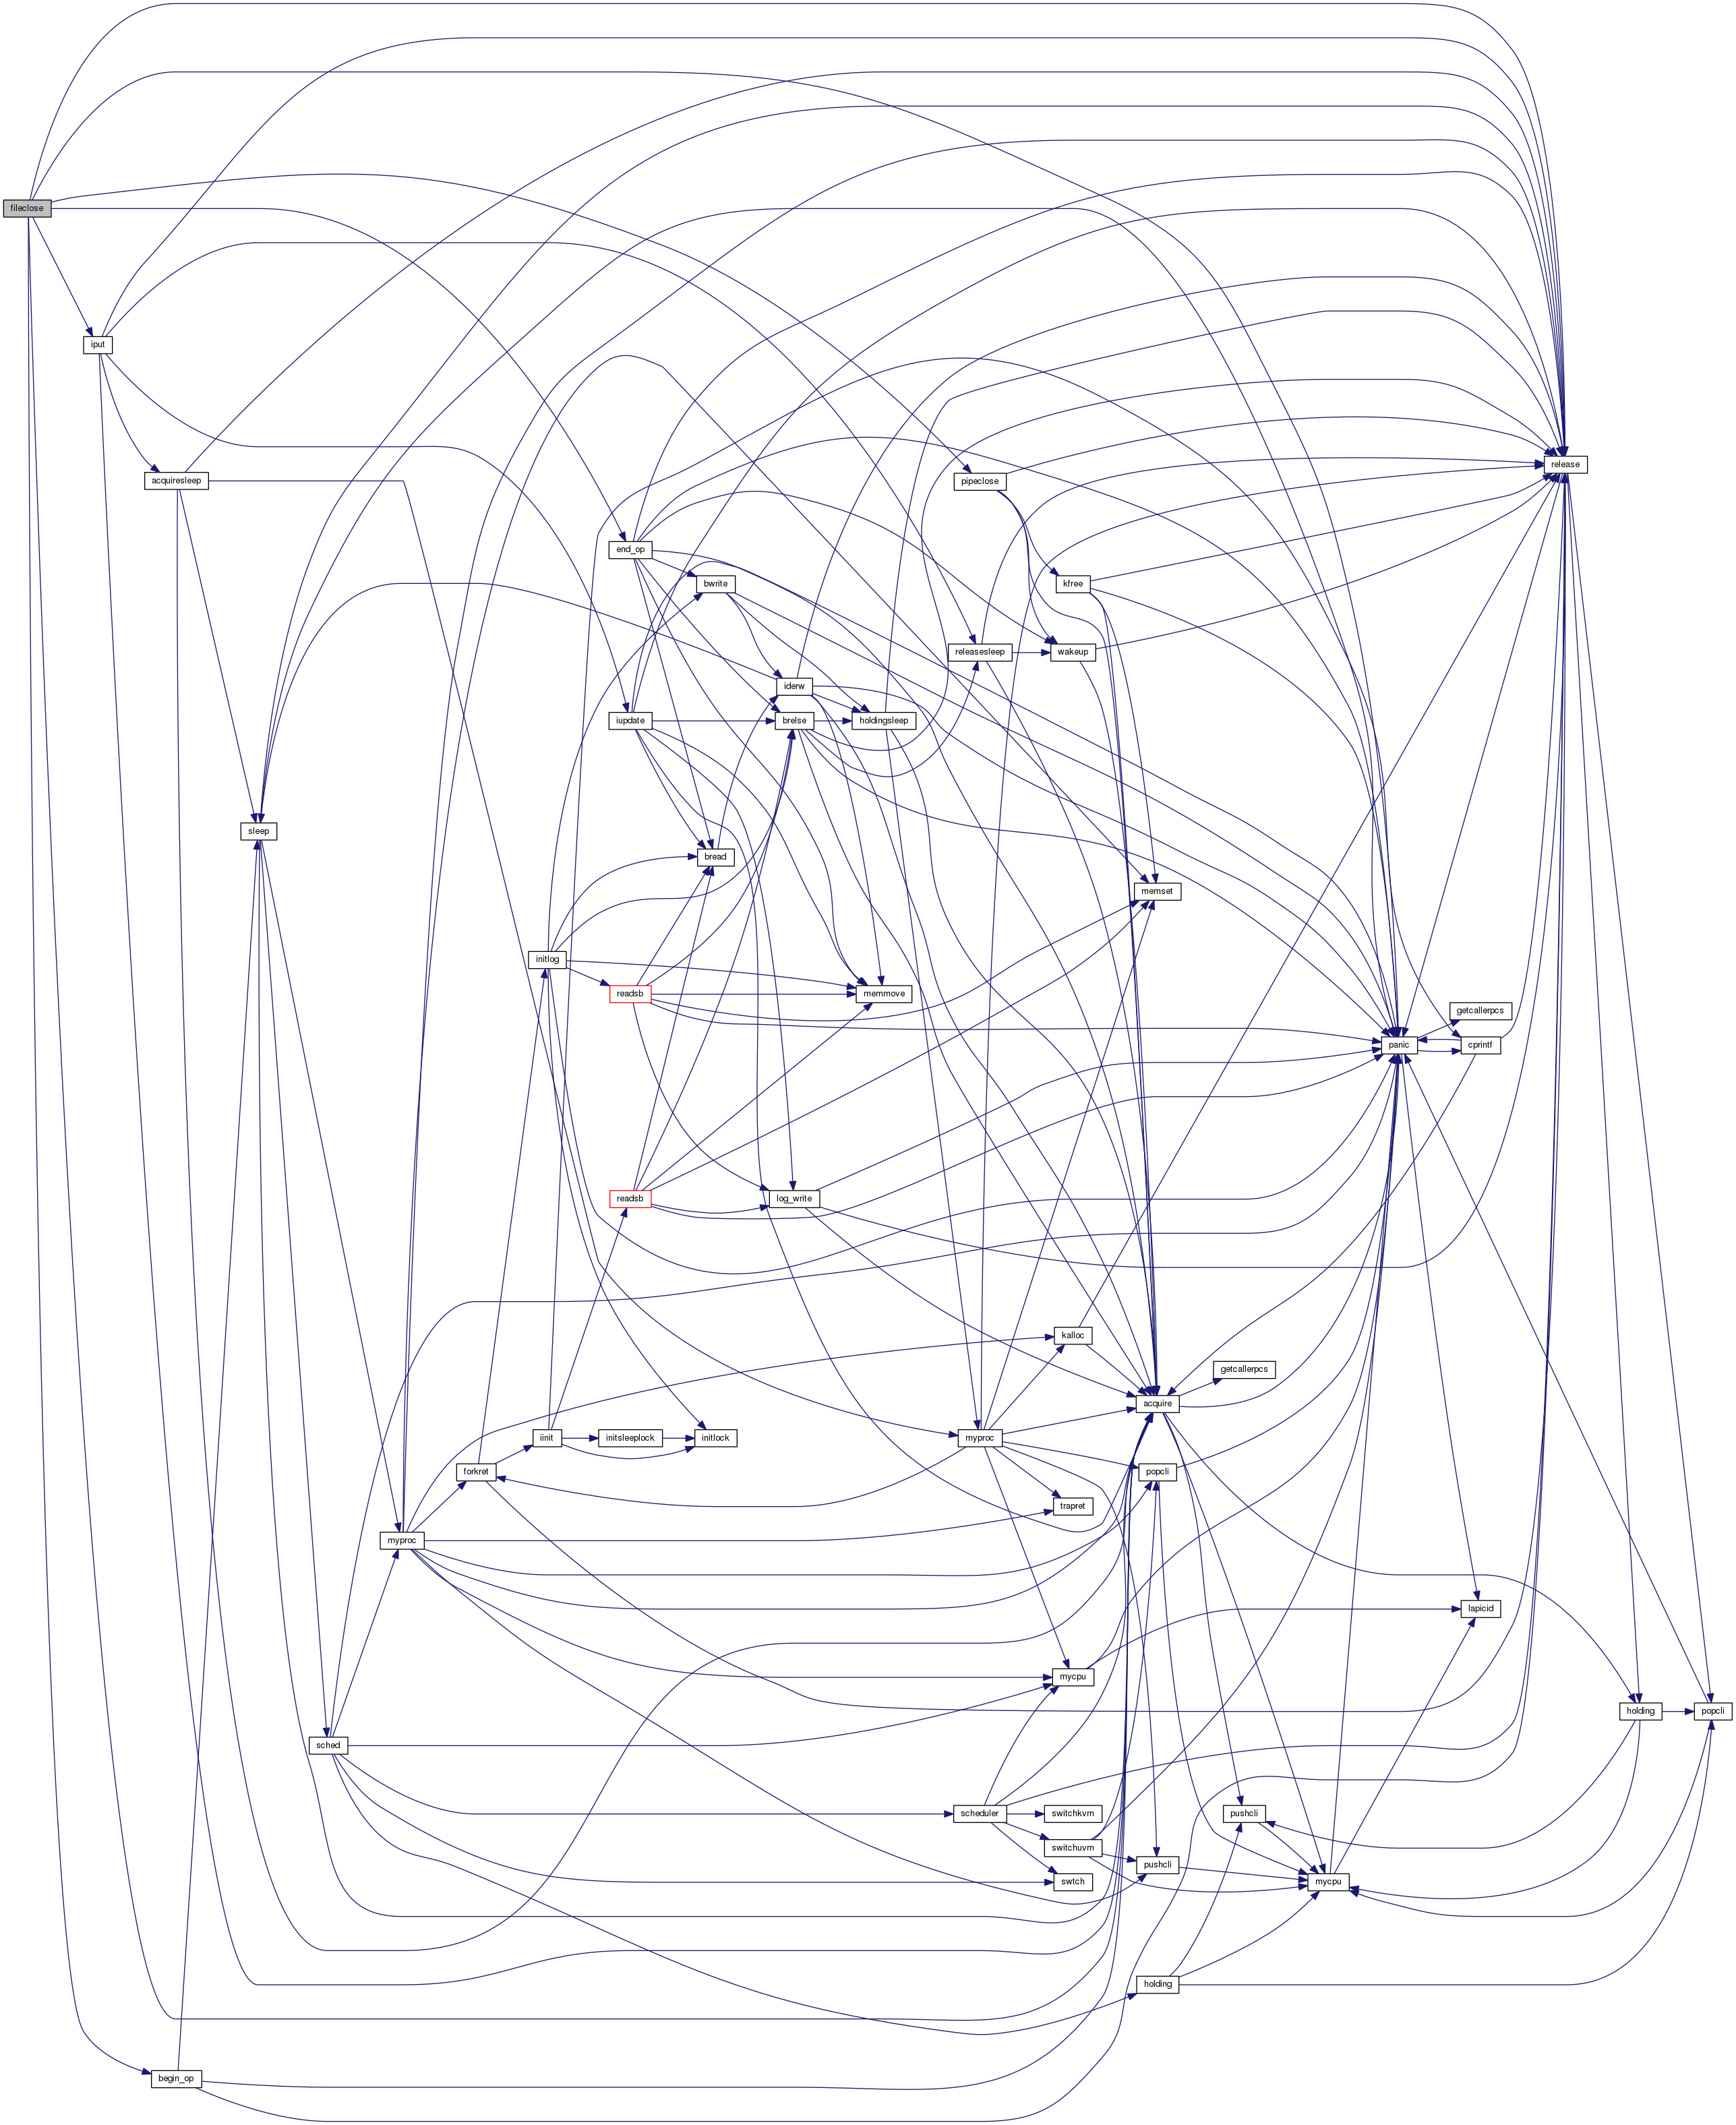 fileclose
iput
acquiresleep
release
pipeclose
end_op
bwrite
kfree
releasesleep
wakeup
iderw
iupdate
brelse
holdingsleep
sleep
bread
memset
initlog
readsb
memmove
getcallerpcs
panic
cprintf
readsb
log_write
kalloc
getcallerpcs
acquire
iinit
initsleeplock
initlock
myproc
forkret
popcli
trapret
myproc
lapicid
mycpu
holding
popcli
sched
scheduler
switchkvm
pushcli
switchuvm
pushcli
swtch
mycpu
holding
begin_op